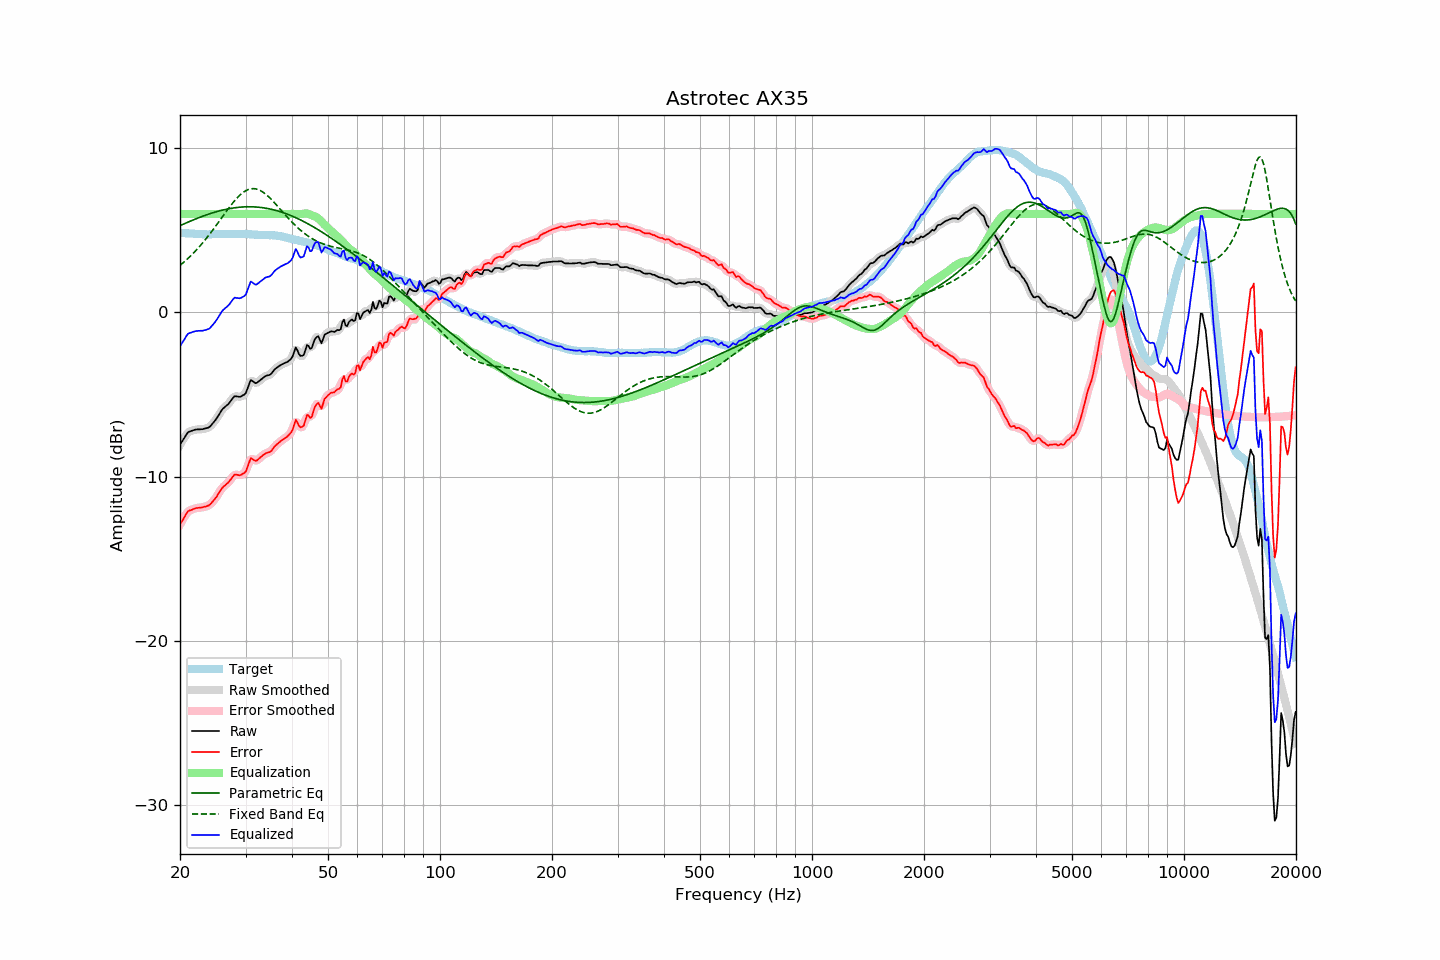 Astrotec AX35
Amplitude (dBr)
10
0
−10
−20
−30
Target
Raw Smoothed
Error Smoothed
Raw
Error
Equalization
Parametric Eq
Fixed Band Eq
Equalized
20 50 100 200 500 1000 2000 5000 10000 20000
Frequency (Hz)